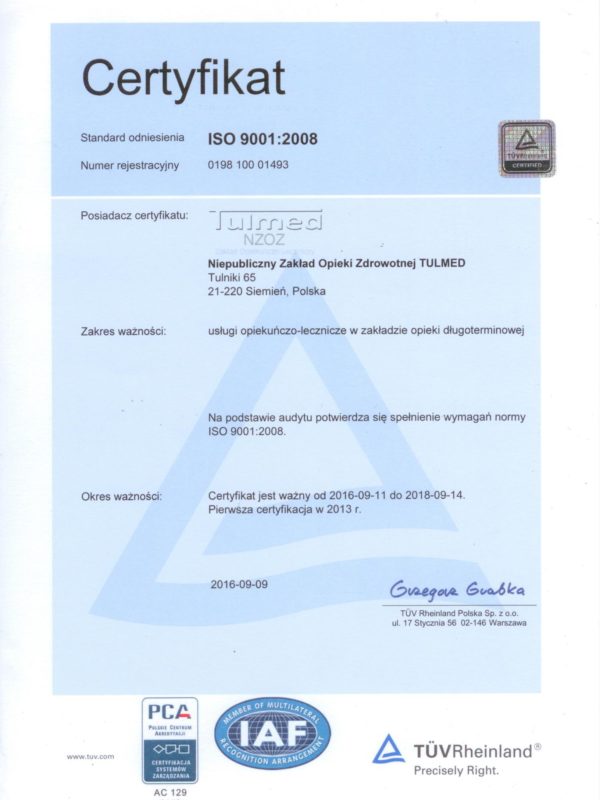 Certyfikat
Standard odniesienia ISO 9001:2008
Numer rejestracyjny 0198 100 01493
TÜVRheinland
CERTIFIED
Posiadacz certyfikatu: Tulmed
NZOZ
Niepubliczny Zakład Opieki Zdrowotnej TULMED
Tulniki 65
21-220 Siemień, Polska
Zakres ważności: usługi opiekuńczo-lecznicze w zakładzie opieki długoterminowej
Na podstawie audytu potwierdza się spełnienie wymagań normy
ISO 9001:2008.
Okres ważności: Certyfikat jest ważny od 2016-09-11 do 2018-09-14.
Pierwsza certyfikacja w 2013 r.
2016-09-09
Grzegorz Grabka
TÜV Rheinland Polska Sp. z o.o.
ul. 17 Stycznia 56 02-146 Warszawa
www.tuv.com
PCA
POLSKIE CENTRUM
AKREDYTACJI
CERTYFIKACJA
SYSTEMÓW
ZARZĄDZANIA
AC 129
MEMBER OF MULTILATERAL
IAF
RECOGNITION ARRANGEMENT
TÜVRheinland®
Precisely Right.